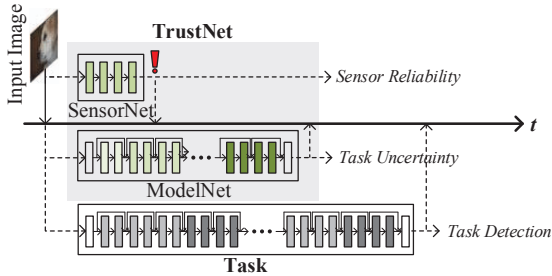 Input Image
TrustNet
Sensor Reliability
SensorNet
t
Task Uncertainty
ModelNet
Task Detection
Task